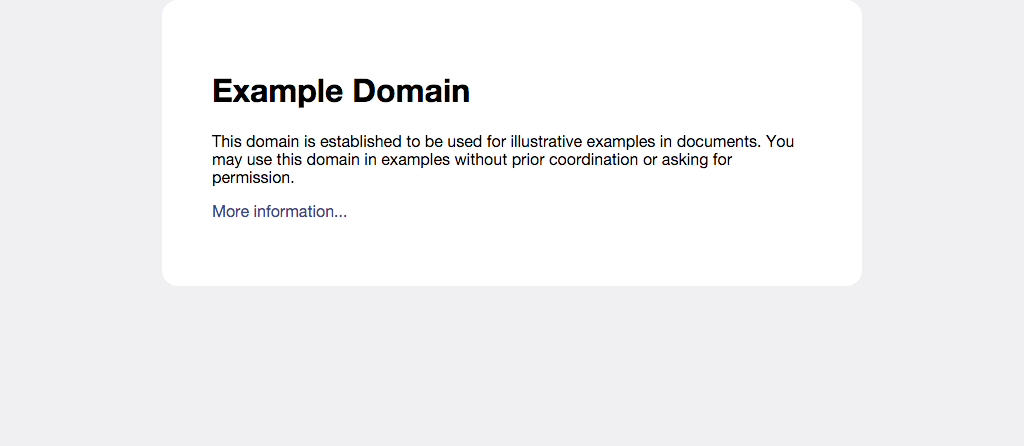 Example Domain
This domain is established to be used for illustrative examples in documents. You
may use this domain in examples without prior coordination or asking for
permission.
More information...